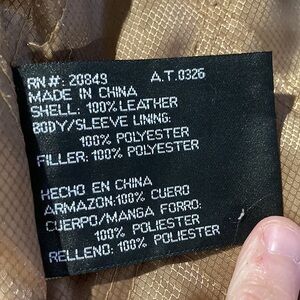 RN#: 20849 A.T.0326
MADE IN CHINA
SHELL: 100% LEATHER
BODY/SLEEVE LINING:
100% POLYESTER
FILLER: 100% POLYESTER
HECHO EN CHINA
ARMAZON:100% CUERO
CUERPO/MANGA FORRO:
100% POLIESTER
RELLENO: 100% POLIESTER